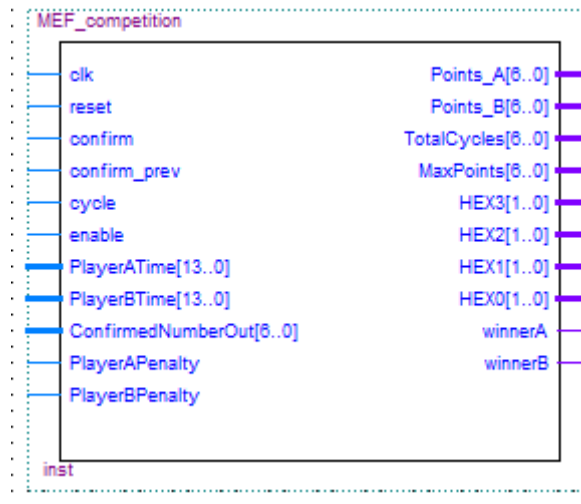 MEF_competition
clk
Points_A[6..0]
reset
Points_B[6..0]
confirm
TotalCycles[6..0]
confirm_prev
MaxPoints[6..0]
cycle
HEX3[1..0]
enable
HEX2[1..0]
PlayerATime[13..0]
HEX1[1..0]
PlayerBTime[13..0]
HEX0[1..0]
ConfirmedNumberOut[6..0]
winnerA
PlayerAPenalty
winnerB
PlayerBPenalty
inst